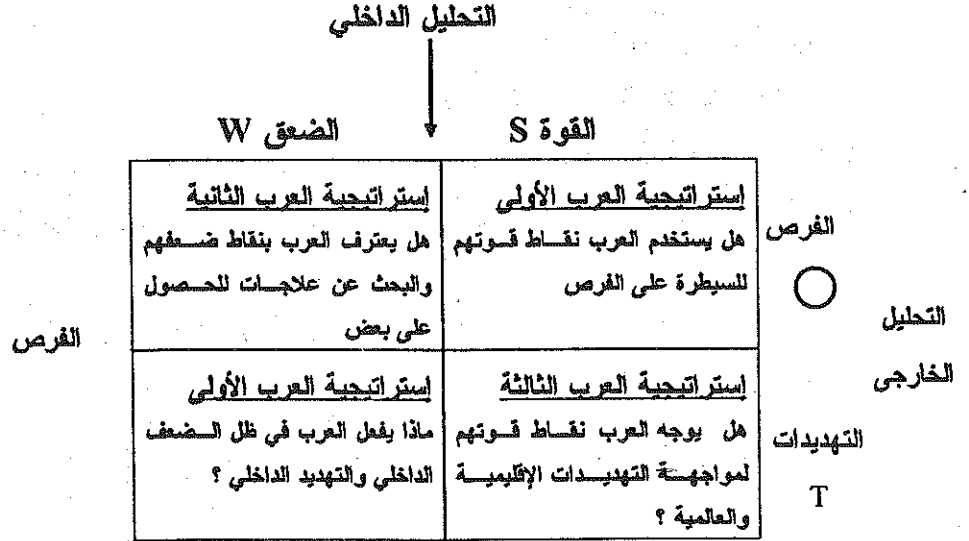 التحليل الداخلي
القوة S
الضعق W
الفرص
إستراتيجية العرب الأولى
هل يستخدم العرب نقاط قوتهم
للسيطرة على الفرص
إستراتيجية العرب الثانية
هل يعترف العرب بنقاط ضعفهم
والبحث عن علاجات للحصول
على بعض
الفرص
التحليل
الخارجى
التهديدات
T
إستراتيجية العرب الثالثة
هل يوجه العرب نقاط قوتهم
لمواجهة التهديدات الإقليمية
والعالمية ؟
إستراتيجية العرب الأولى
ماذا يفعل العرب في ظل الضعف
الداخلي والتهديد الداخلي ؟